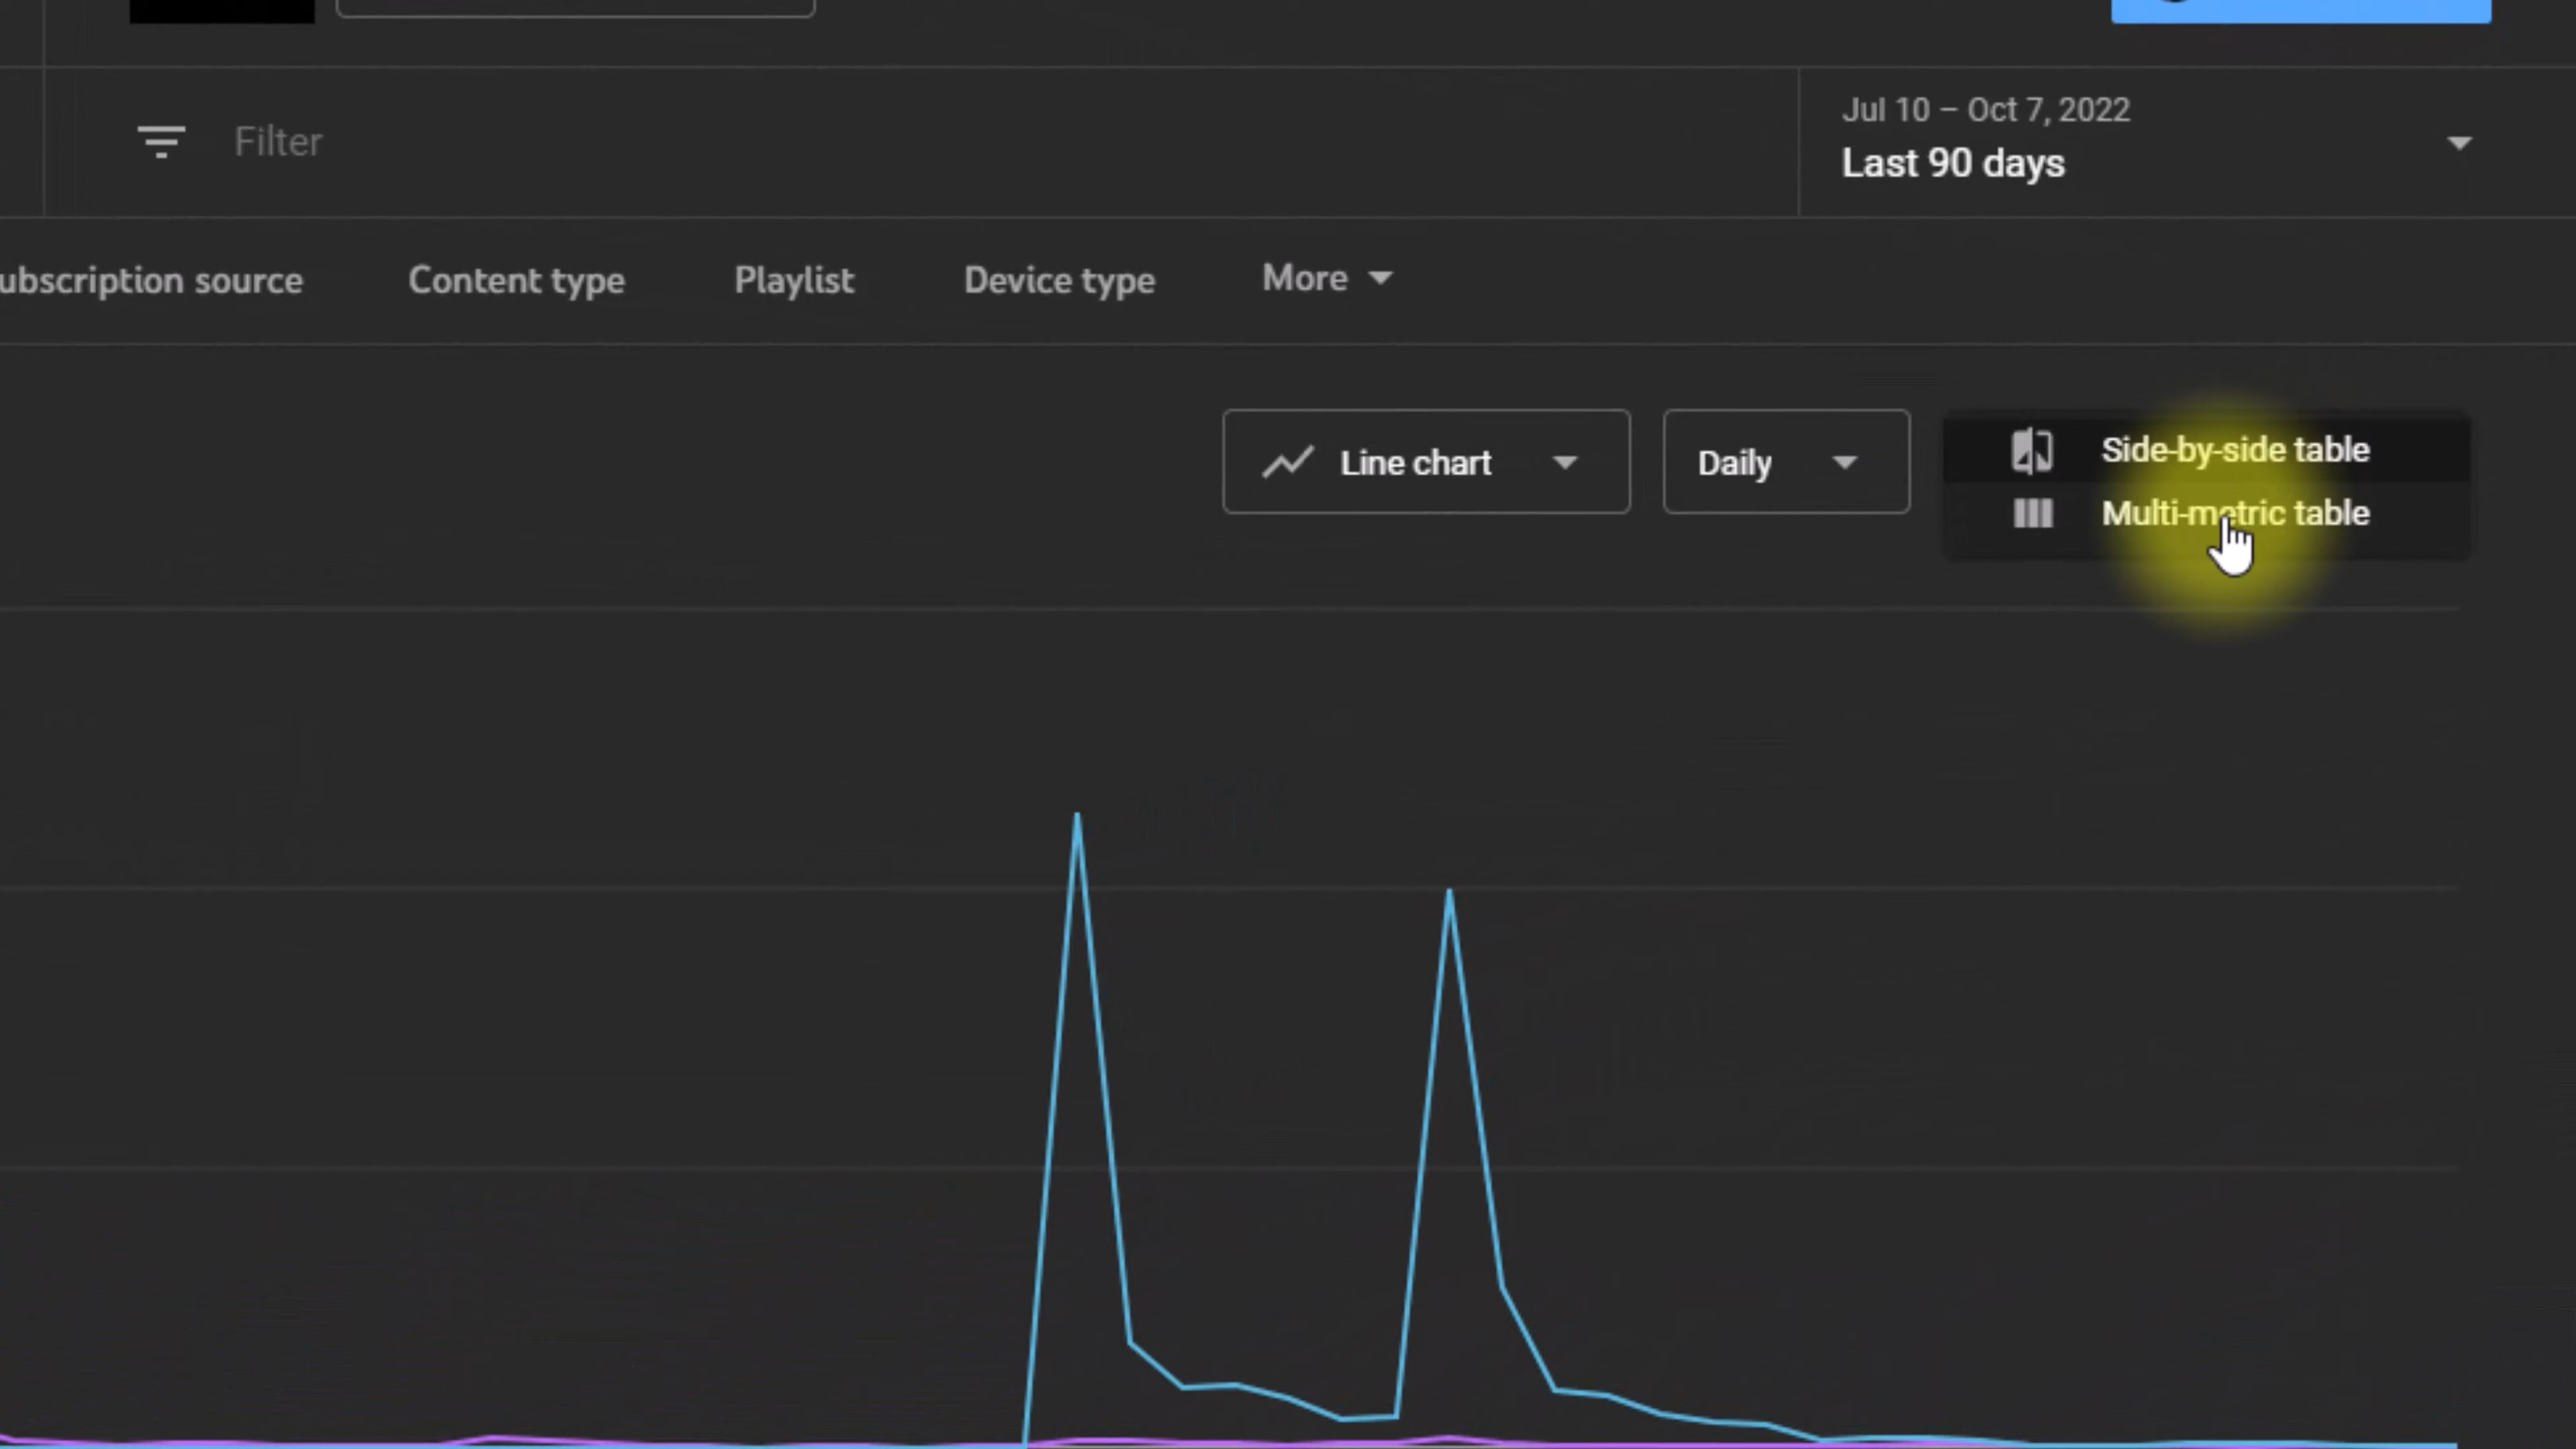 Filter
Jul 10 – Oct 7, 2022
Last 90 days
ubscription source
Content type
Playlist
Device type
More
Line chart
Daily
Side-by-side table
Multi-metric table